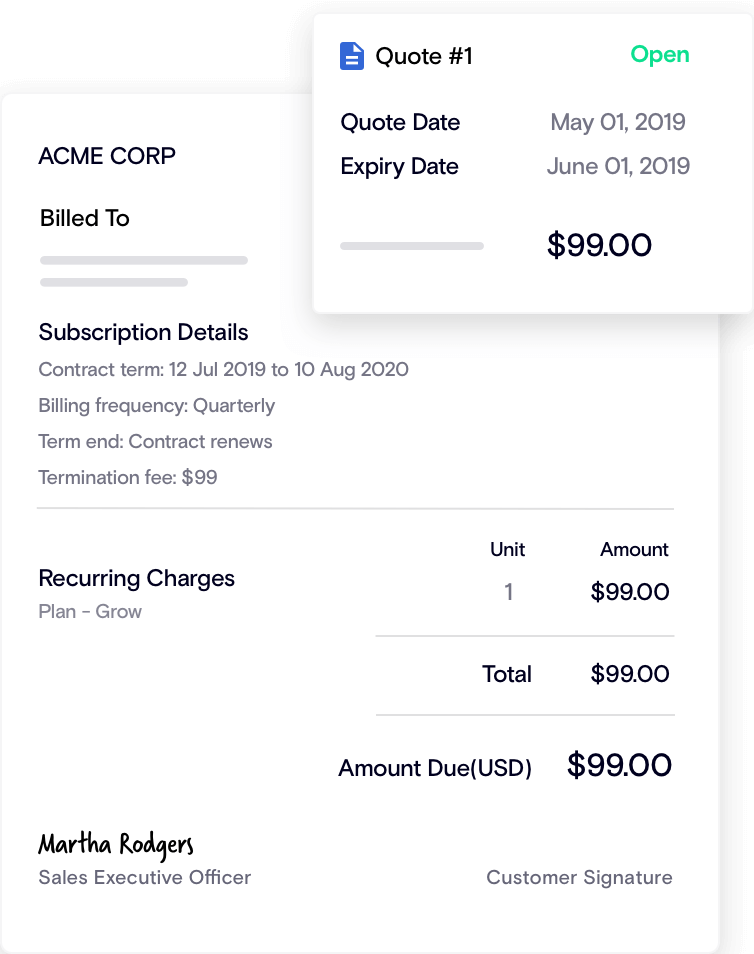 Quote #1 Open
Quote Date May 01, 2019
Expiry Date June 01, 2019
$99.00
ACME CORP
Billed To
Subscription Details
Contract term: 12 Jul 2019 to 10 Aug 2020
Billing frequency: Quarterly
Term end: Contract renews
Termination fee: $99
Unit Amount
Recurring Charges 1 $99.00
Plan - Grow
Total $99.00
Amount Due(USD) $99.00
Martha Rodgers
Sales Executive Officer Customer Signature